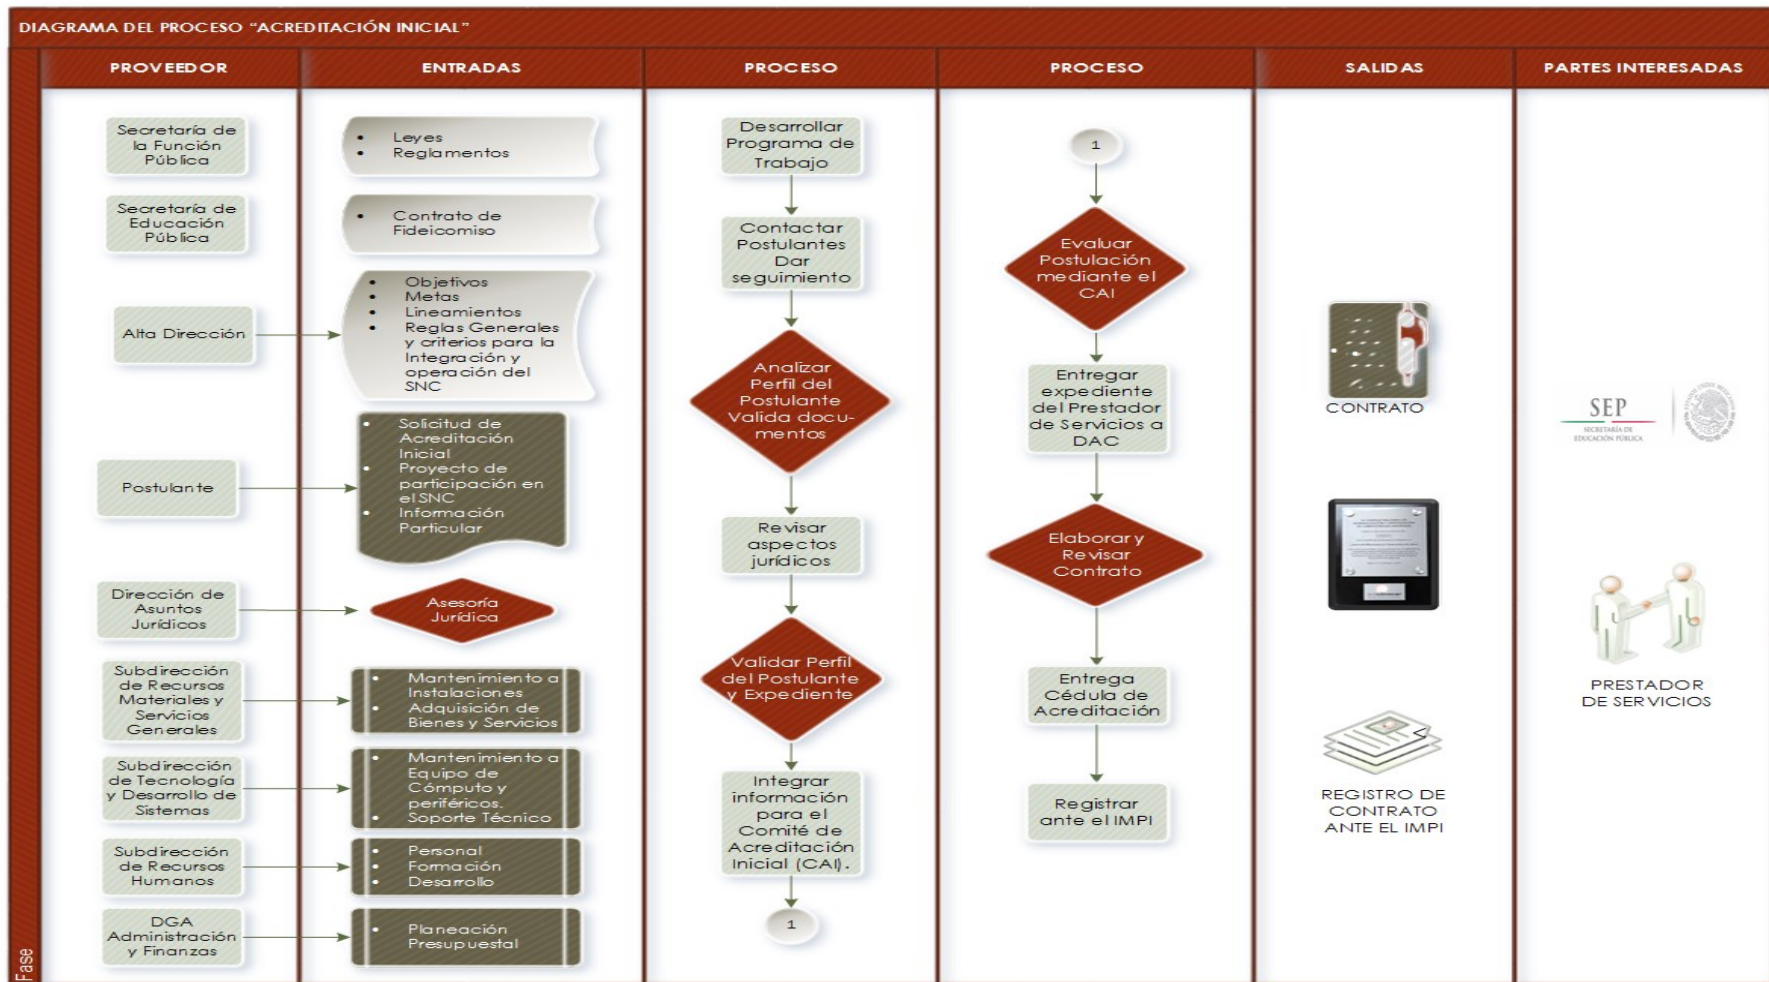 DIAGRAMA DEL PROCESO “ACREDITACIÓN INICIAL”
PROVEEDOR
ENTRADAS
PROCESO
PROCESO
SALIDAS
PARTES INTERESADAS
Fase
Secretaría de
la Función
Pública
Secretaría de
Educación
Pública
Alta Dirección
Postulante
Dirección de
Asuntos
Jurídicos
Subdirección
de Recursos
Materiales y
Servicios
Generales
Subdirección
de Tecnología
y Desarrollo de
Sistemas
Subdirección
de Recursos
Humanos
DGA
Administración
y Finanzas
• Leyes
• Reglamentos
• Contrato de
Fideicomiso
• Objetivos
• Metas
• Lineamientos
• Reglas Generales
y criterios para la
Integración y
operación del
SNC
• Solicitud de
Acreditación
Inicial
• Proyecto de
participación en
el SNC
• Información
Particular
Asesoría
Jurídica
• Mantenimiento a
Instalaciones
• Adquisición de
Bienes y Servicios
• Mantenimiento a
Equipo de
Cómputo y
periféricos.
• Soporte Técnico
• Personal
• Formación
• Desarrollo
• Planeación
Presupuestal
Desarrollar
Programa de
Trabajo
Contactar
Postulantes
Dar
seguimiento
Analizar
Perfil del
Postulante
Valida docu-
mentos
Revisar
aspectos
jurídicos
Validar Perfil
del Postulante
y Expediente
Integrar
información
para el
Comité de
Acreditación
Inicial (CAI).
1
1
Evaluar
Postulación
mediante el
CAI
Entregar
expediente
del Prestador
de Servicios a
DAC
Elaborar y
Revisar
Contrato
Entrega
Cédula de
Acreditación
Registrar
ante el IMPI
CONTRATO
REGISTRO DE
CONTRATO
ANTE EL IMPI
SEP
SECRETARÍA DE
EDUCACIÓN PÚBLICA
PRESTADOR
DE SERVICIOS